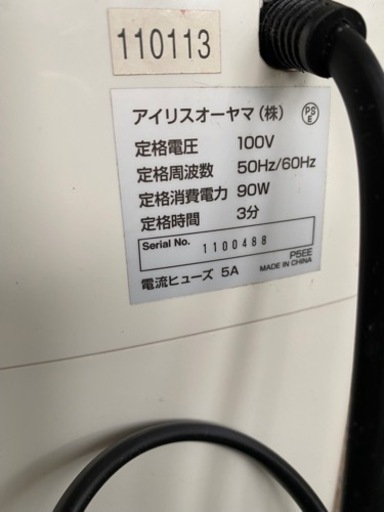 110113
アイリスオーヤマ(株) PSE
定格電圧 100V
定格周波数 50Hz/60Hz
定格消費電力 90W
定格時間 3分
Serial No. 1100488
P5EE
電流ヒューズ 5A MADE IN CHINA